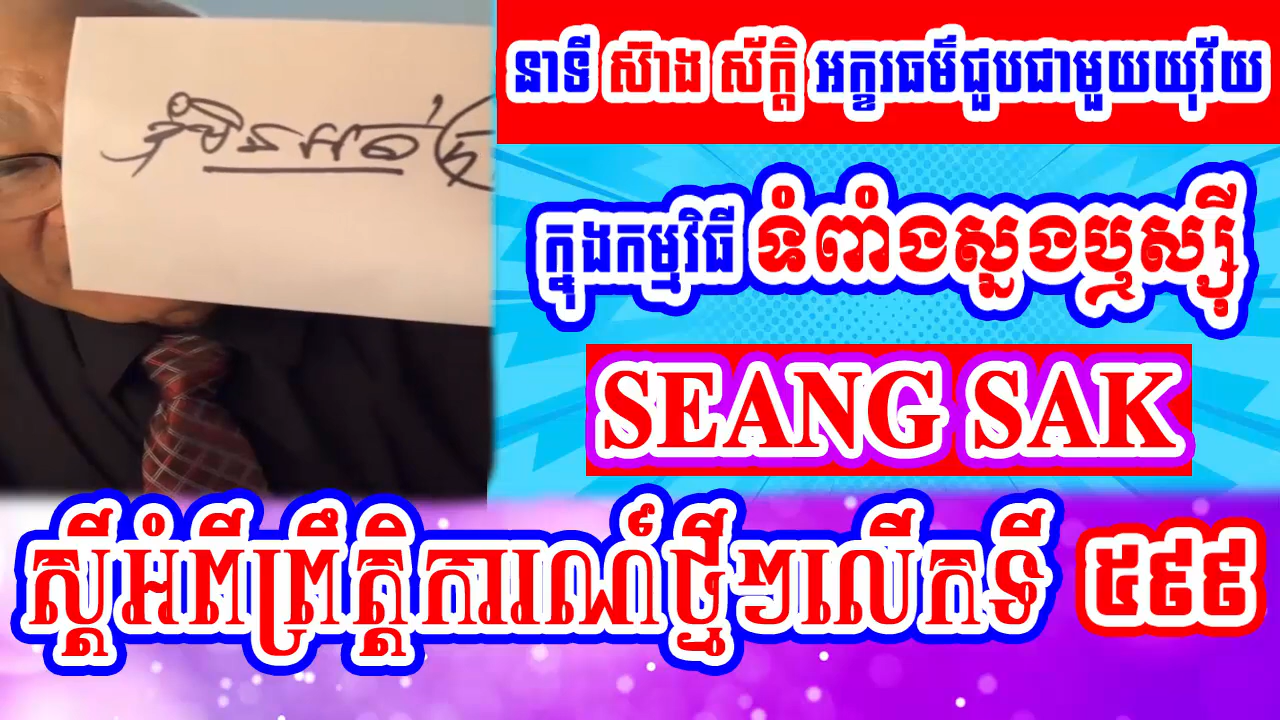 នាទី ស៊ាង ស័ក្តិ អក្ខរធម៌ជួបជាមួយយុវ័យ
ក្នុងកម្មវិធី ទំពាំងស្នងឬស្ស៊ី
SEANG SAK
ស្តីអំពីព្រឹត្តិការណ៍ថ្មីៗលើកទី ៥៩៩